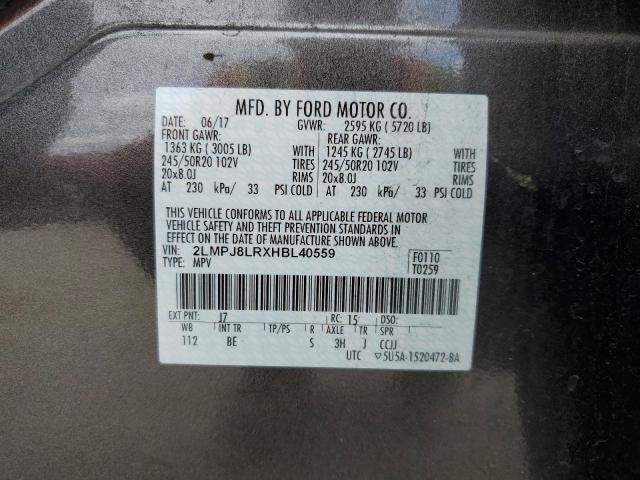 MFD. BY FORD MOTOR CO.
DATE: 06/17 GVWR: 2595 KG ( 5720 LB)
FRONT GAWR: REAR GAWR:
1363 KG ( 3005 LB) 1245 KG ( 2745 LB)
245/50R20 102V TIRES 245/50R20 102V TIRES
20x8.0J RIMS 20x8.0J RIMS
AT 230 kPa/ 33 PSI COLD AT 230 kPa/ 33 PSI COLD
THIS VEHICLE CONFORMS TO ALL APPLICABLE FEDERAL MOTOR
VEHICLE SAFETY AND THEFT PREVENTION STANDARDS IN
EFFECT ON THE DATE OF MANUFACTURE SHOWN ABOVE.
VIN: 2LMPJ8LRXHBL40559 F0110
TYPE: MPV T0259
EXT PNT: J7 RC: 15 DSO:
WB INT TR TP/PS R AXLE TR SPR
112 BE S 3H J CCJJ
UTC ▽5U5A-1520472-BA